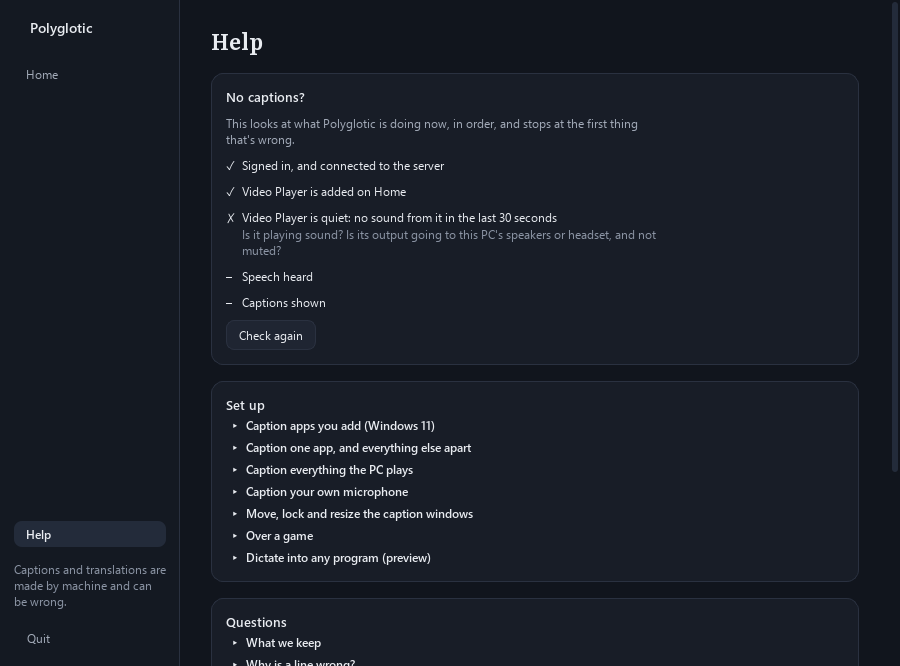 Polyglotic
Home
Help
No captions?
This looks at what Polyglotic is doing now, in order, and stops at the first thing
that's wrong.
✓ Signed in, and connected to the server
✓ Video Player is added on Home
✗ Video Player is quiet: no sound from it in the last 30 seconds
Is it playing sound? Is its output going to this PC's speakers or headset, and not
muted?
– Speech heard
– Captions shown
Check again
Set up
‣ Caption apps you add (Windows 11)
‣ Caption one app, and everything else apart
‣ Caption everything the PC plays
‣ Caption your own microphone
‣ Move, lock and resize the caption windows
‣ Over a game
‣ Dictate into any program (preview)
Questions
‣ What we keep
‣ Why is a line wrong?
Help
Captions and translations are
made by machine and can
be wrong.
Quit